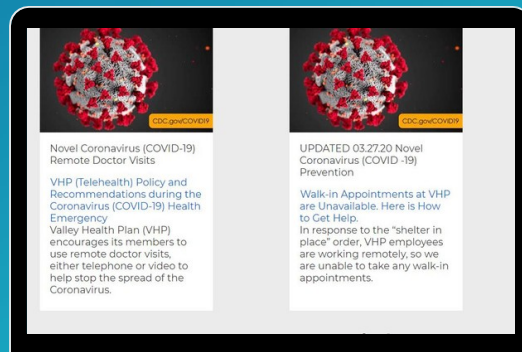 CDC.gov/COVID19
Novel Coronavirus (COVID-19)
Remote Doctor Visits
VHP (Telehealth) Policy and
Recommendations during the
Coronavirus (COVID-19) Health
Emergency
Valley Health Plan (VHP)
encourages its members to
use remote doctor visits,
either telephone or video to
help stop the spread of the
Coronavirus.
CDC.gov/COVID19
UPDATED 03.27.20 Novel
Coronavirus (COVID -19)
Prevention
Walk-in Appointments at VHP
are Unavailable. Here is How
to Get Help.
In response to the “shelter in
place” order, VHP employees
are working remotely, so we
are unable to take any walk-in
appointments.